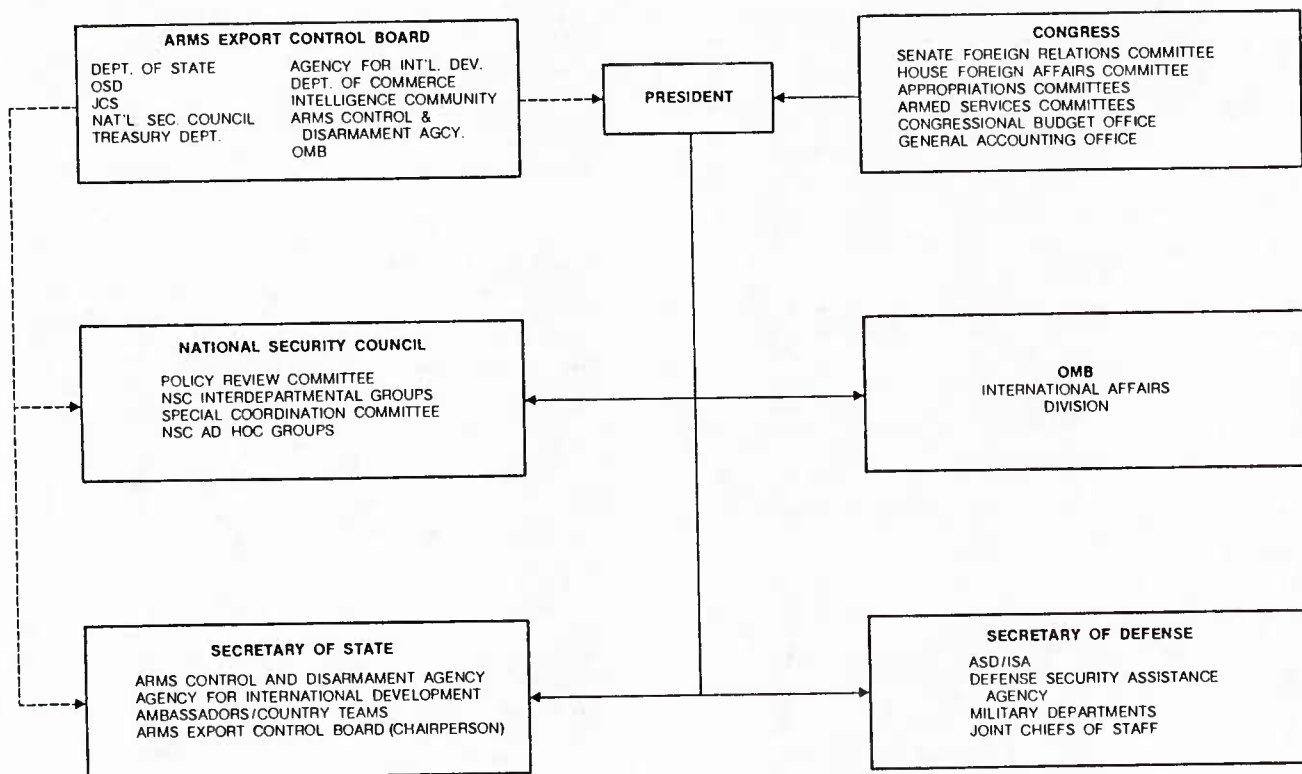 ARMS EXPORT CONTROL BOARD
DEPT. OF STATE
OSD
JCS
NAT'L SEC. COUNCIL
TREASURY DEPT.
AGENCY FOR INT'L. DEV.
DEPT. OF COMMERCE
INTELLIGENCE COMMUNITY
ARMS CONTROL &
DISARMAMENT AGCY.
OMB
PRESIDENT
CONGRESS
SENATE FOREIGN RELATIONS COMMITTEE
HOUSE FOREIGN AFFAIRS COMMITTEE
APPROPRIATIONS COMMITTEES
ARMED SERVICES COMMITTEES
CONGRESSIONAL BUDGET OFFICE
GENERAL ACCOUNTING OFFICE
NATIONAL SECURITY COUNCIL
POLICY REVIEW COMMITTEE
NSC INTERDEPARTMENTAL GROUPS
SPECIAL COORDINATION COMMITTEE
NSC AD HOC GROUPS
OMB
INTERNATIONAL AFFAIRS
DIVISION
SECRETARY OF STATE
ARMS CONTROL AND DISARMAMENT AGENCY
AGENCY FOR INTERNATIONAL DEVELOPMENT
AMBASSADORS/COUNTRY TEAMS
ARMS EXPORT CONTROL BOARD (CHAIRPERSON)
SECRETARY OF DEFENSE
ASD/ISA
DEFENSE SECURITY ASSISTANCE
AGENCY
MILITARY DEPARTMENTS
JOINT CHIEFS OF STAFF